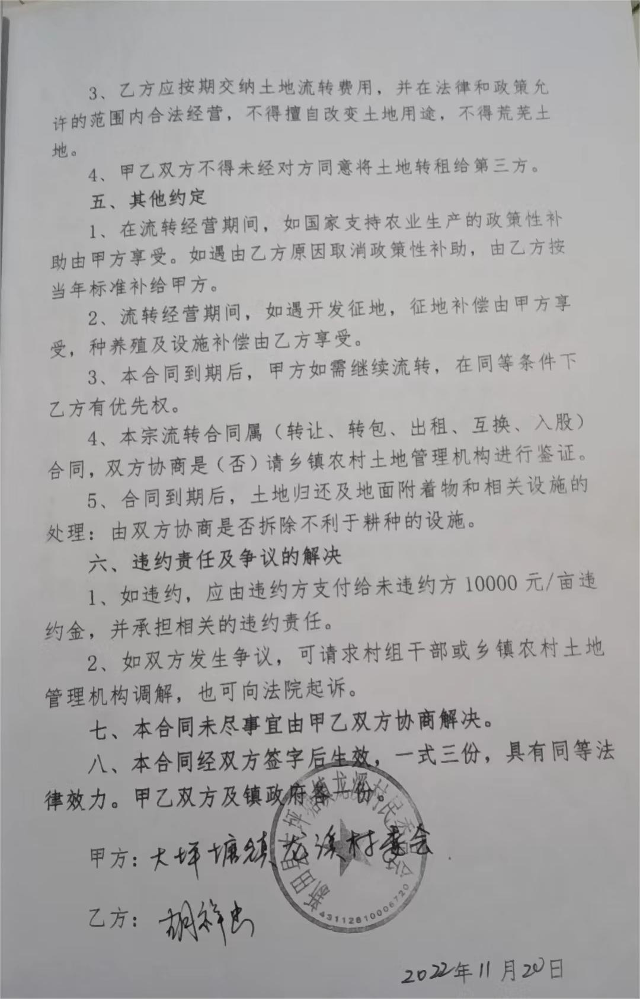 3、乙方应按期交纳土地流转费用，并在法律和政策允
许的范围内合法经营，不得擅自改变土地用途，不得荒芜土
地。
4、甲乙双方不得未经对方同意将土地转租给第三方。
五、其他约定
1、在流转经营期间，如国家支持农业生产的政策性补
助由甲方享受。如遇由乙方原因取消政策性补助，由乙方按
当年标准补给甲方。
2、流转经营期间，如遇开发征地，征地补偿由甲方享
受，种养殖及设施补偿由乙方享受。
3、本合同到期后，甲方如需继续流转，在同等条件下
乙方有优先权。
4、本宗流转合同属（转让、转包、出租、互换、入股）
合同，双方协商是（否）请乡镇农村土地管理机构进行鉴证。
5、合同到期后，土地归还及地面附着物和相关设施的
处理：由双方协商是否拆除不利于耕种的设施。
六、违约责任及争议的解决
1、如违约，应由违约方支付给未违约方 10000 元/亩违
约金，并承担相关的违约责任。
2、如双方发生争议，可请求村组干部或乡镇农村土地
管理机构调解，也可向法院起诉。
七、本合同未尽事宜由甲乙双方协商解决。
八、本合同经双方签字后生效，一式三份，具有同等法
律效力。甲乙双方及镇政府各一份。
甲方：大坪塘镇龙溪村委会
新田县大坪塘镇龙溪村民委员会
43112810006720
乙方：胡祥忠
2022年11月20日